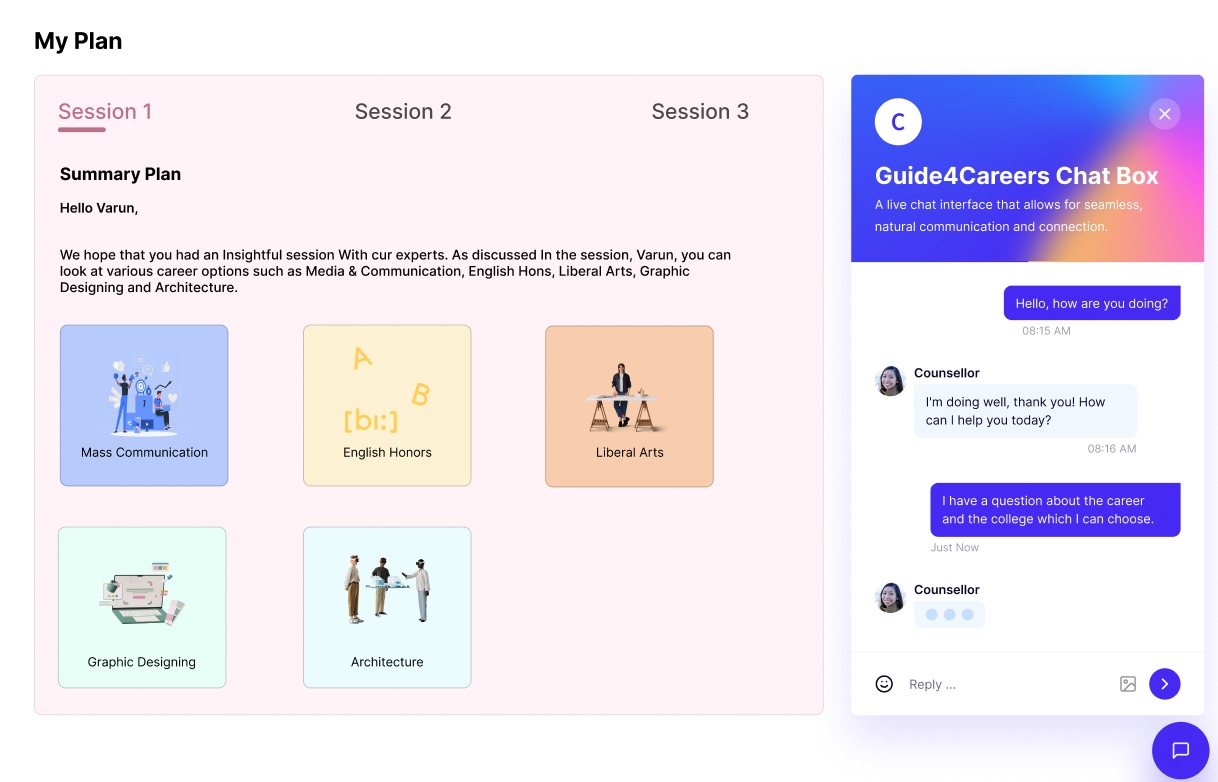 My Plan
Session 1
Session 2
Session 3
Summary Plan
Hello Varun,
We hope that you had an Insightful session With cur experts. As discussed In the session, Varun, you can
look at various career options such as Media & Communication, English Hons, Liberal Arts, Graphic
Designing and Architecture.
A
B
[bı:]
Mass Communication
English Honors
Liberal Arts
Graphic Designing
Architecture
C
Guide4Careers Chat Box
A live chat interface that allows for seamless,
natural communication and connection.
Hello, how are you doing?
08:15 AM
Counsellor
I'm doing well, thank you! How
can I help you today?
08:16 AM
I have a question about the career
and the college which I can choose.
Just Now
Counsellor
Reply ...